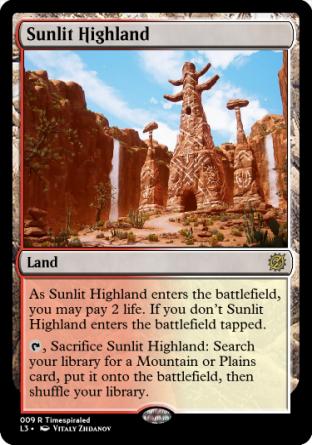 Sunlit Highland
Land
As Sunlit Highland enters the battlefield,
you may pay 2 life. If you don't Sunlit
Highland enters the battlefield tapped.
, Sacrifice Sunlit Highland: Search
your library for a Mountain or Plains
card, put it onto the battlefield, then
shuffle your library.
009 R Timespiraled
L3 • Vitaly Zhdanov